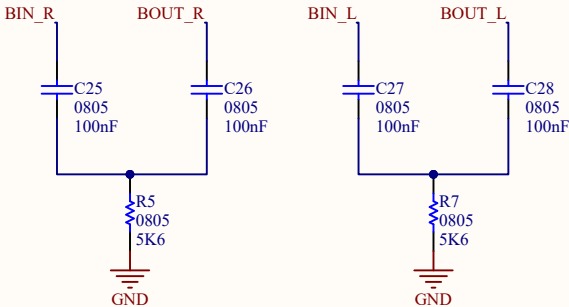 BIN_R
BOUT_R
BIN_L
BOUT_L
C25
0805
100nF
C26
0805
100nF
C27
0805
100nF
C28
0805
100nF
R5
0805
5K6
R7
0805
5K6
GND
GND